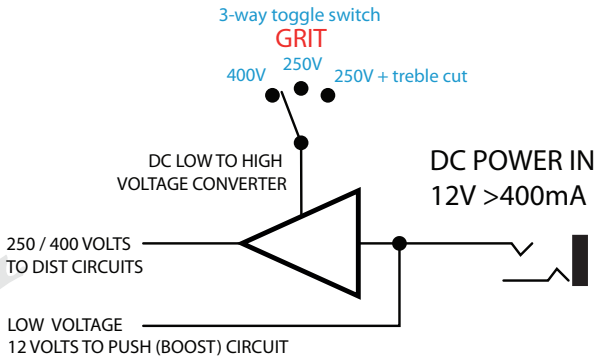 3-way toggle switch
GRIT
250V
400V
250V + treble cut
DC LOW TO HIGH
VOLTAGE CONVERTER
DC POWER IN
12V >400mA
250 / 400 VOLTS
TO DIST CIRCUITS
LOW VOLTAGE
12 VOLTS TO PUSH (BOOST) CIRCUIT